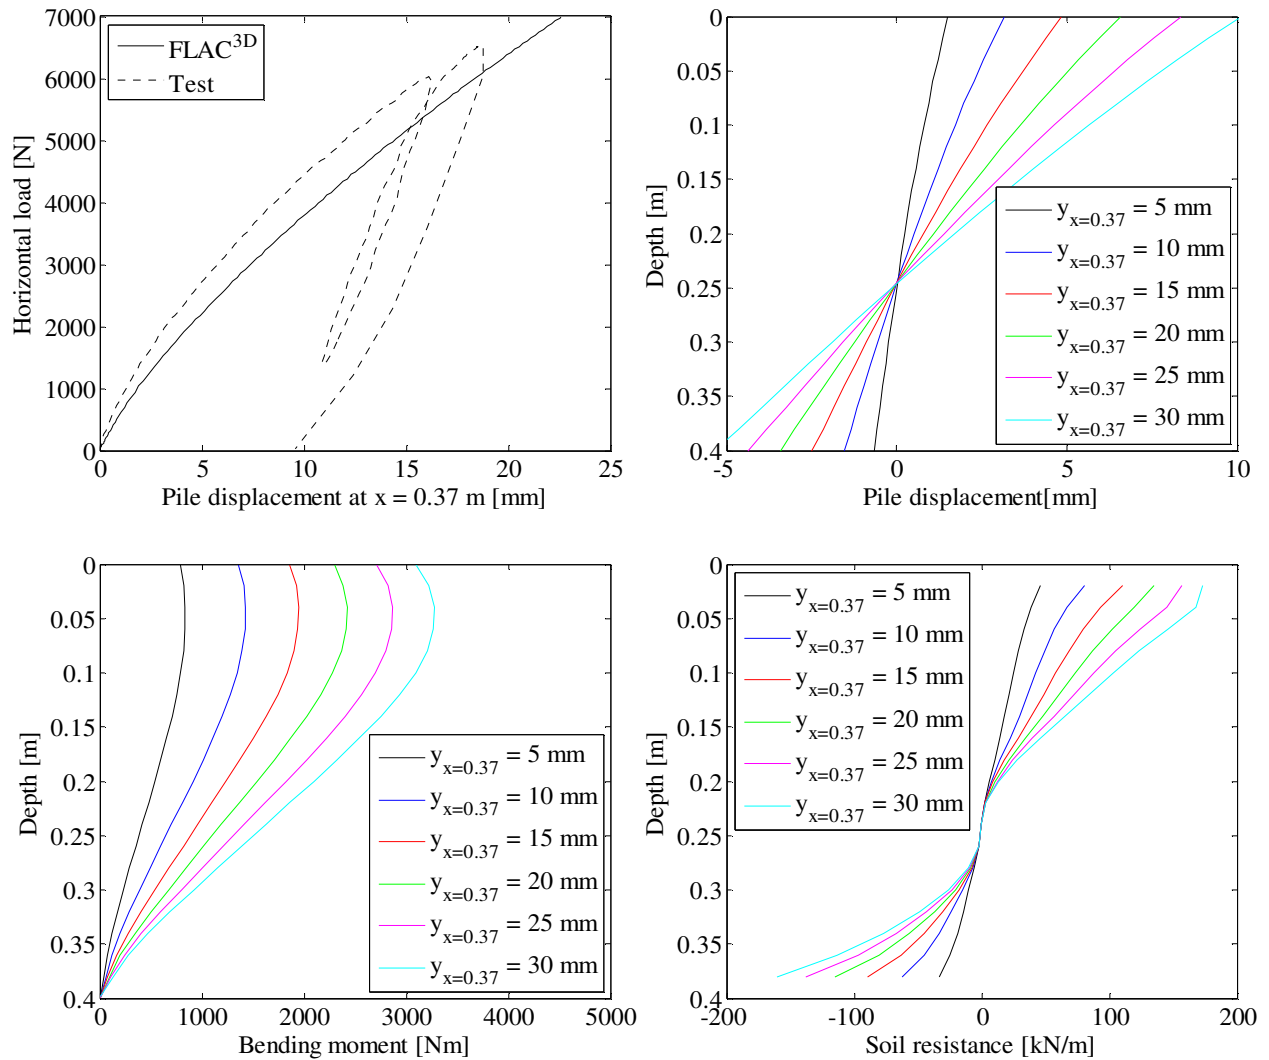 7000
6000
5000
4000
3000
2000
1000
0
Horizontal load [N]
FLAC3D
Test
0 5 10 15 20 25
Pile displacement at x = 0.37 m [mm]
0
0.05
0.1
0.15
0.2
0.25
0.3
0.35
0.4
Depth [m]
yx=0.37 = 5 mm
yx=0.37 = 10 mm
yx=0.37 = 15 mm
yx=0.37 = 20 mm
yx=0.37 = 25 mm
yx=0.37 = 30 mm
-5 0 5 10
Pile displacement[mm]
0
0.05
0.1
0.15
0.2
0.25
0.3
0.35
0.4
Depth [m]
yx=0.37 = 5 mm
yx=0.37 = 10 mm
yx=0.37 = 15 mm
yx=0.37 = 20 mm
yx=0.37 = 25 mm
yx=0.37 = 30 mm
0 1000 2000 3000 4000 5000
Bending moment [Nm]
0
0.05
0.1
0.15
0.2
0.25
0.3
0.35
0.4
Depth [m]
yx=0.37 = 5 mm
yx=0.37 = 10 mm
yx=0.37 = 15 mm
yx=0.37 = 20 mm
yx=0.37 = 25 mm
yx=0.37 = 30 mm
-200 -100 0 100 200
Soil resistance [kN/m]